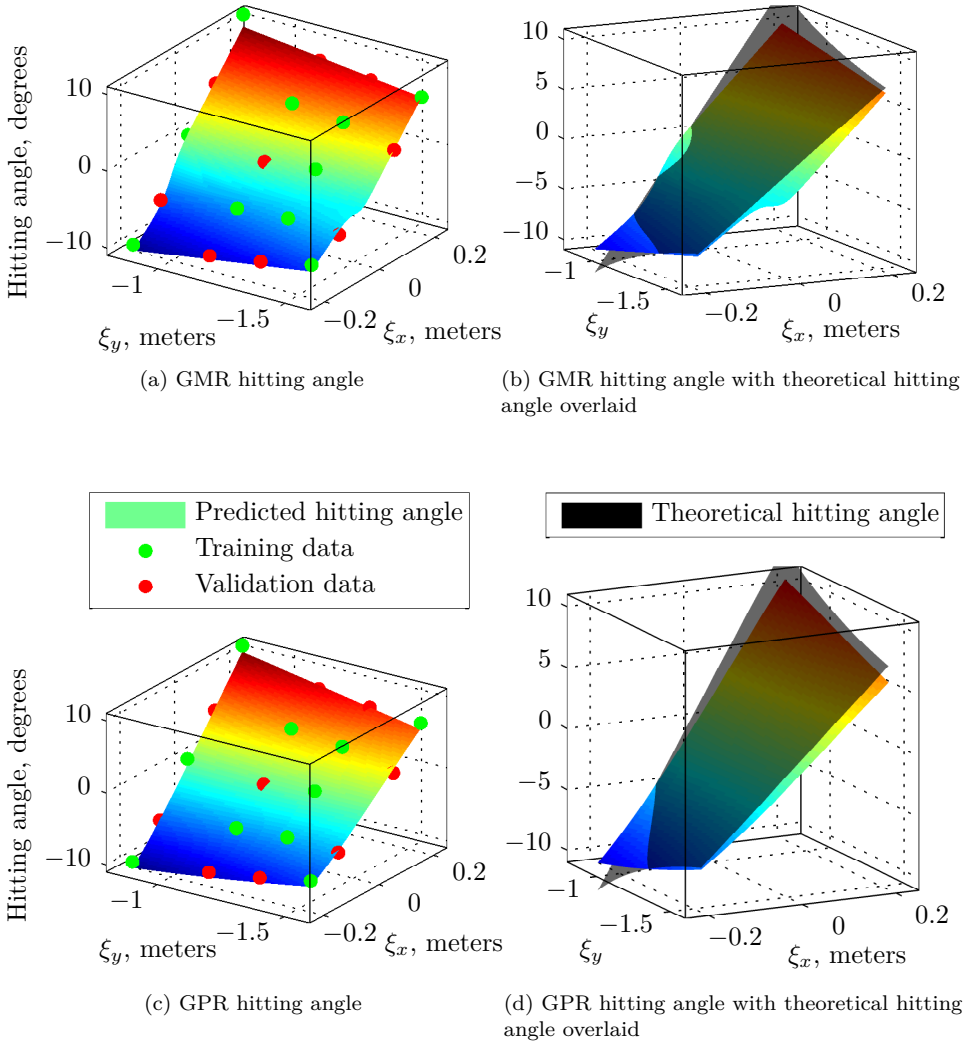 Hitting angle, degrees
10
0
−10
−1
−1.5
−0.2
0
0.2
ξy, meters
ξx, meters
(a) GMR hitting angle
10
5
0
−5
−10
−1
−1.5
−0.2
0
0.2
ξy
ξx, meters
(b) GMR hitting angle with theoretical hitting
angle overlaid
Predicted hitting angle
Training data
Validation data
Theoretical hitting angle
Hitting angle, degrees
10
0
−10
−1
−1.5
−0.2
0
0.2
ξy, meters
ξx, meters
(c) GPR hitting angle
10
5
0
−5
−10
−1
−1.5
−0.2
0
0.2
ξy
ξx, meters
(d) GPR hitting angle with theoretical hitting
angle overlaid